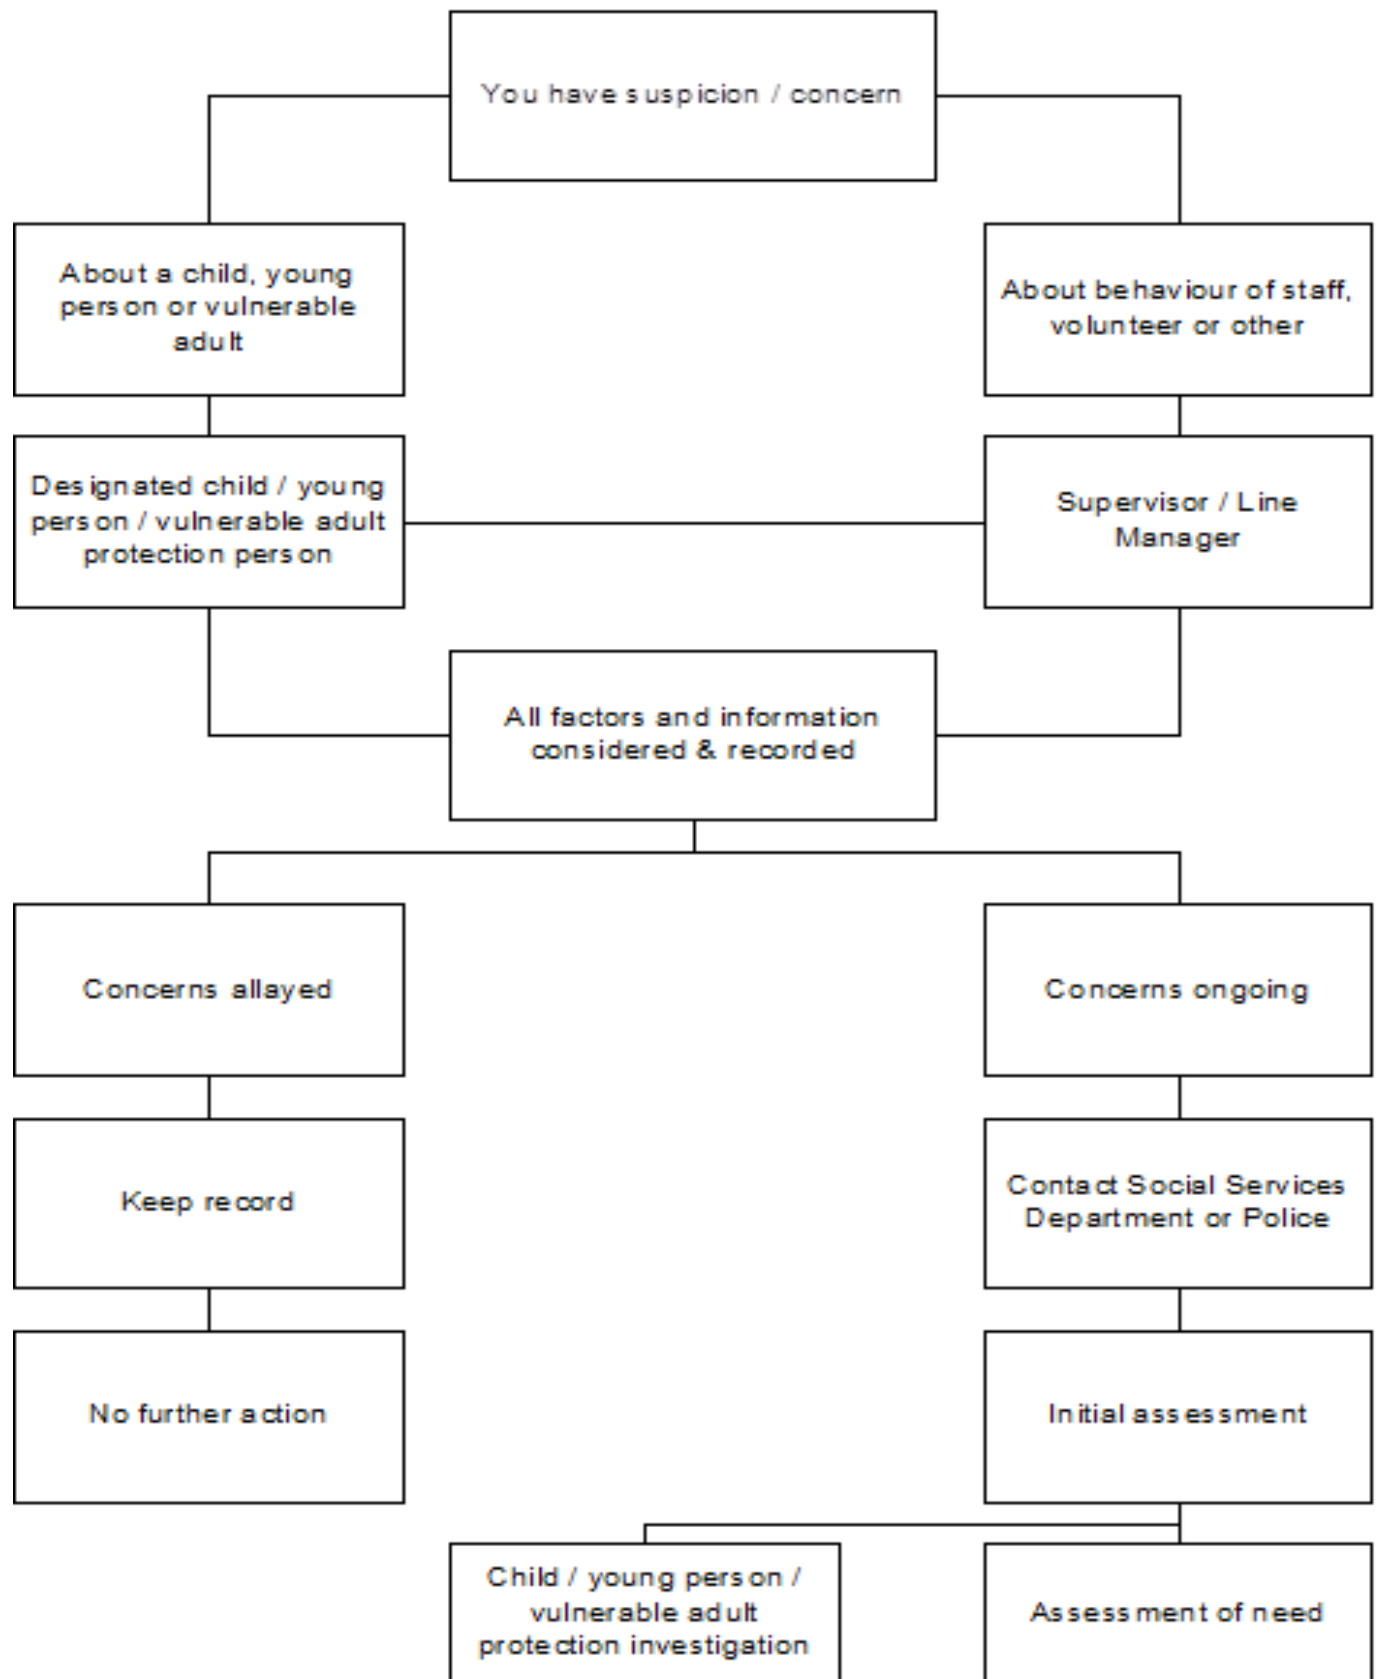 You have suspicion / concern
About a child, young
person or vulnerable
adult
About behaviour of staff,
volunteer or other
Designated child / young
person / vulnerable adult
protection person
Supervisor / Line
Manager
All factors and information
considered & recorded
Concerns allayed
Concerns ongoing
Keep record
Contact Social Services
Department or Police
No further action
Initial assessment
Child / young person /
vulnerable adult
protection investigation
Assessment of need